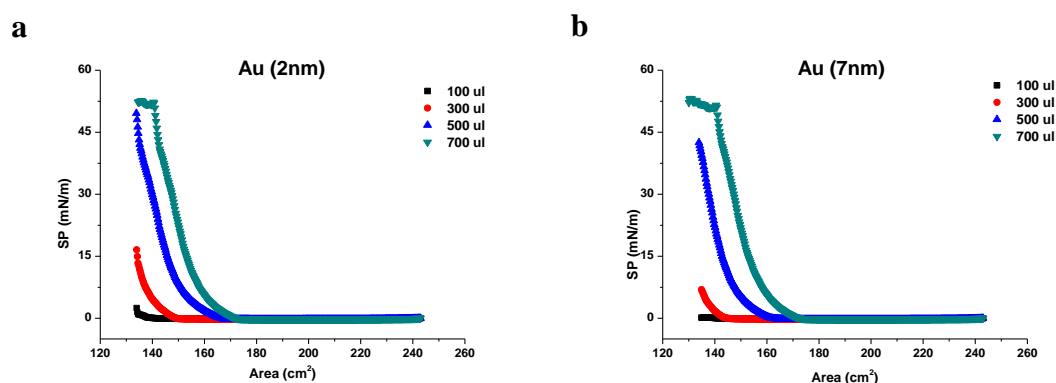 a
Au (2nm)
SP (mN/m)
60
45
30
15
0
120 140 160 180 200 220 240 260
Area (cm²)
100 ul
300 ul
500 ul
700 ul
b
Au (7nm)
SP (mN/m)
60
45
30
15
0
120 140 160 180 200 220 240 260
Area (cm²)
100 ul
300 ul
500 ul
700 ul